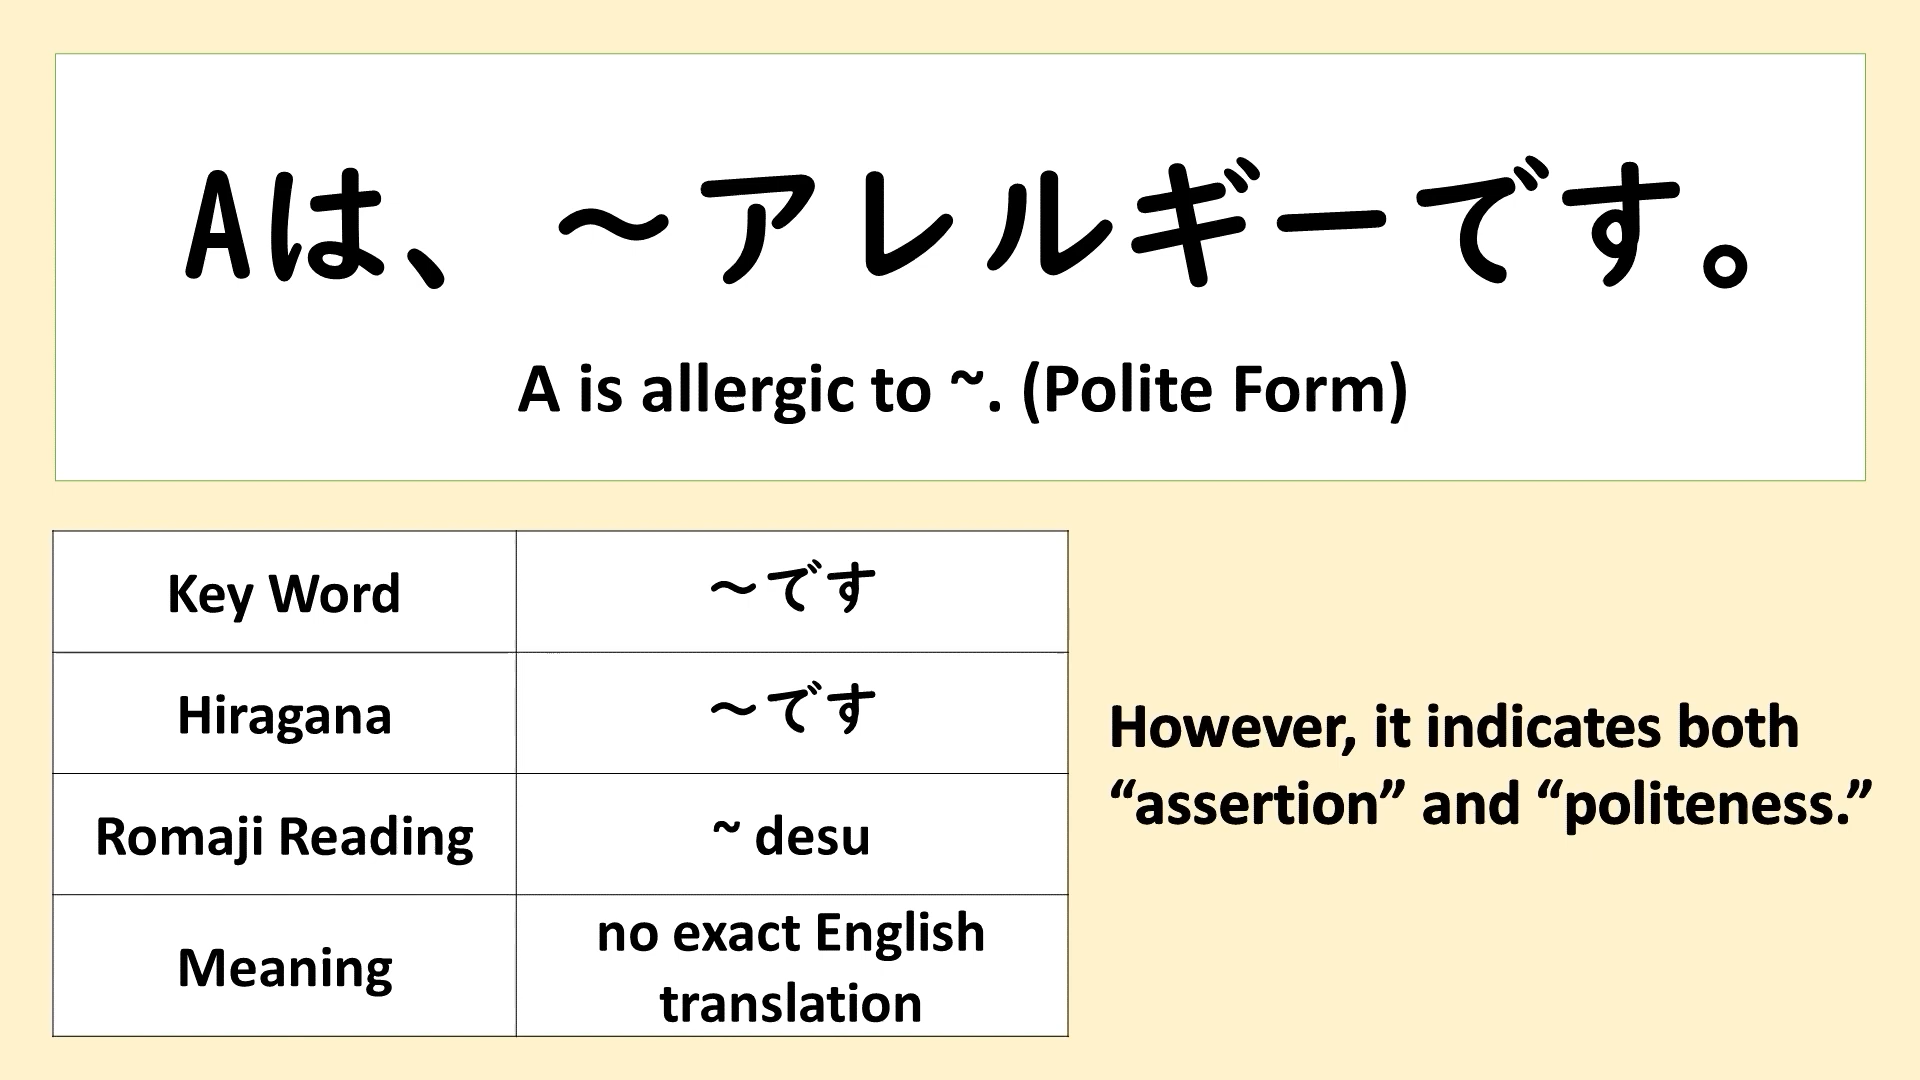 Aは、～アレルギーです。
A is allergic to ~. (Polite Form)
Key Word ～です
Hiragana ～です
Romaji Reading ~ desu
Meaning no exact English
translation
However, it indicates both
“assertion” and “politeness.”